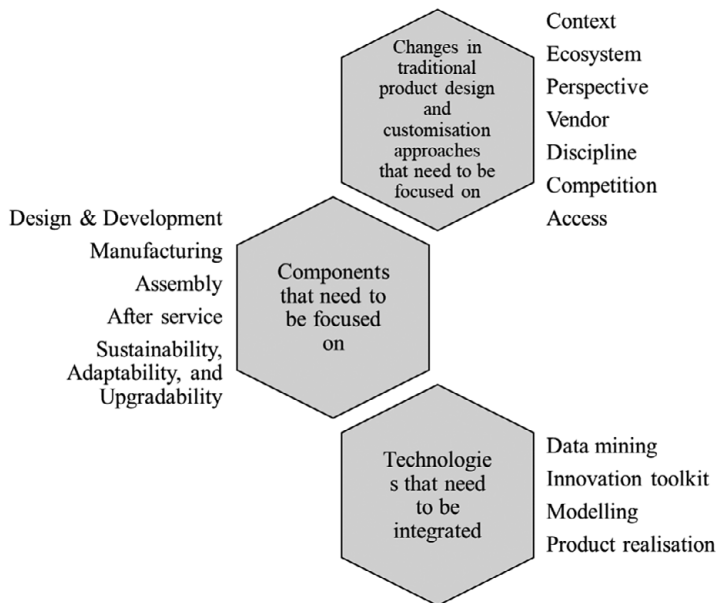 Changes in
traditional
product design
and
customisation
approaches
that need to be
focused on
Context
Ecosystem
Perspective
Vendor
Discipline
Competition
Access
Design & Development
Manufacturing
Assembly
After service
Sustainability,
Adaptability, and
Upgradability
Components
that need to
be focused
on
Technologie
s that need
to be
integrated
Data mining
Innovation toolkit
Modelling
Product realisation